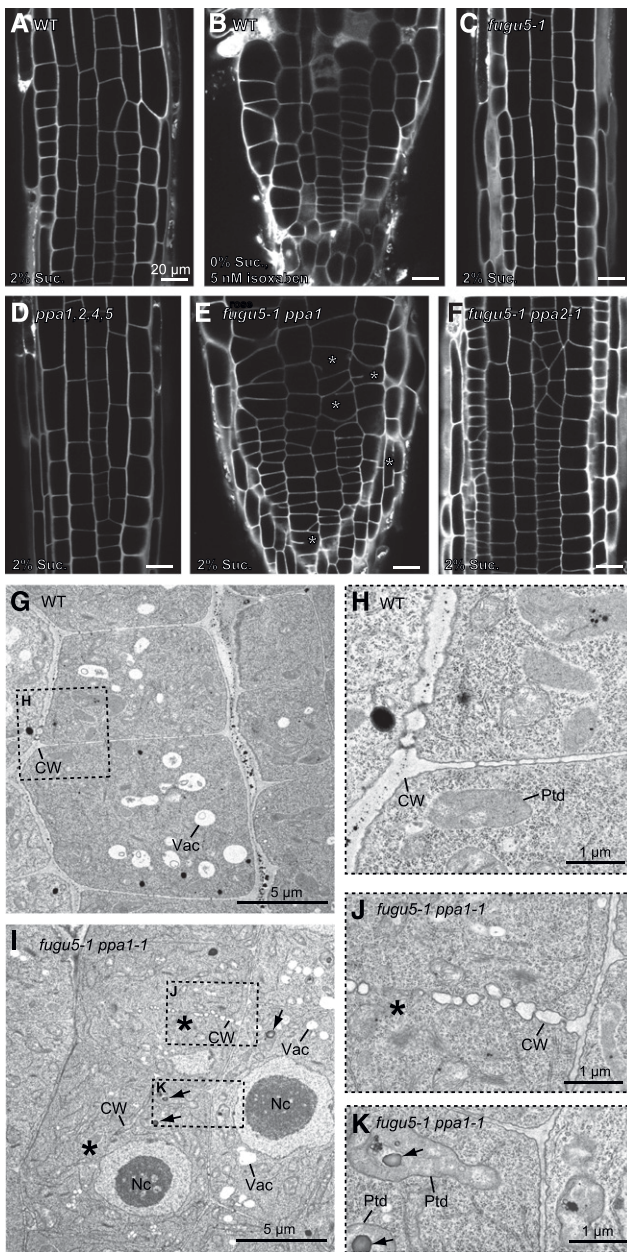 A WT
2% Suc.
20 µm
B WT
0% Suc.
5 nM isoxaben
C fugu5-1
2% Suc.
D ppa1,2,4,5
2% Suc.
E fugu5-1 ppa1
* * * * *
2% Suc.
F fugu5-1 ppa2-1
2% Suc.
G WT
H
CW
Vac
5 µm
H WT
CW
Ptd
1 µm
I fugu5-1 ppa1-1
J
*
CW
Vac
K
CW
Nc
*
Vac
Nc
5 µm
J fugu5-1 ppa1-1
*
CW
1 µm
K fugu5-1 ppa1-1
Ptd
Ptd
1 µm